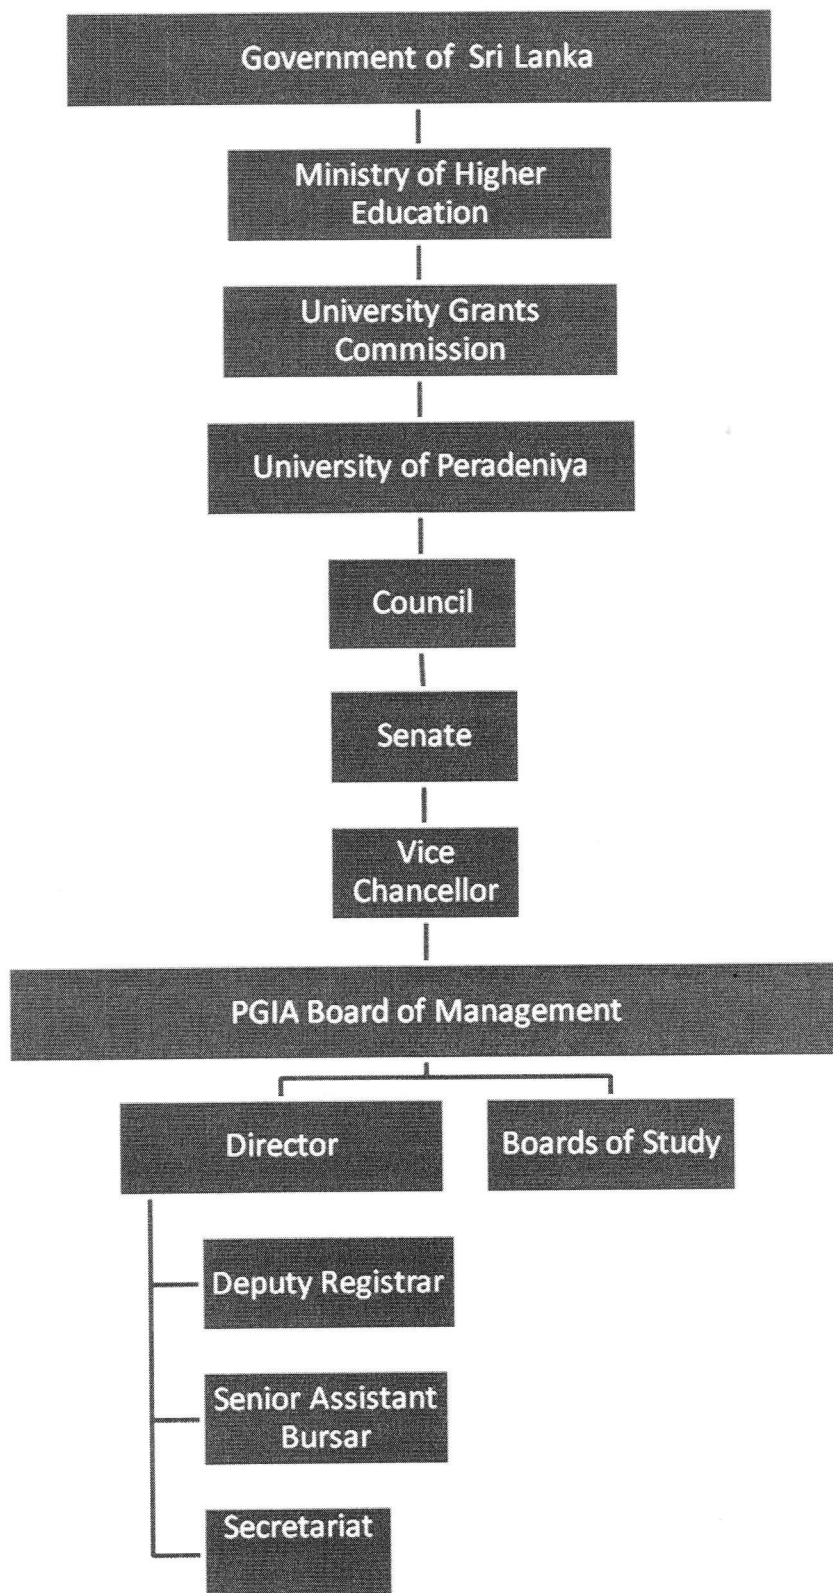 Government of Sri Lanka
Ministry of Higher
Education
University Grants
Commission
University of Peradeniya
Council
Senate
Vice
Chancellor
PGIA Board of Management
Director
Boards of Study
Deputy Registrar
Senior Assistant
Bursar
Secretariat